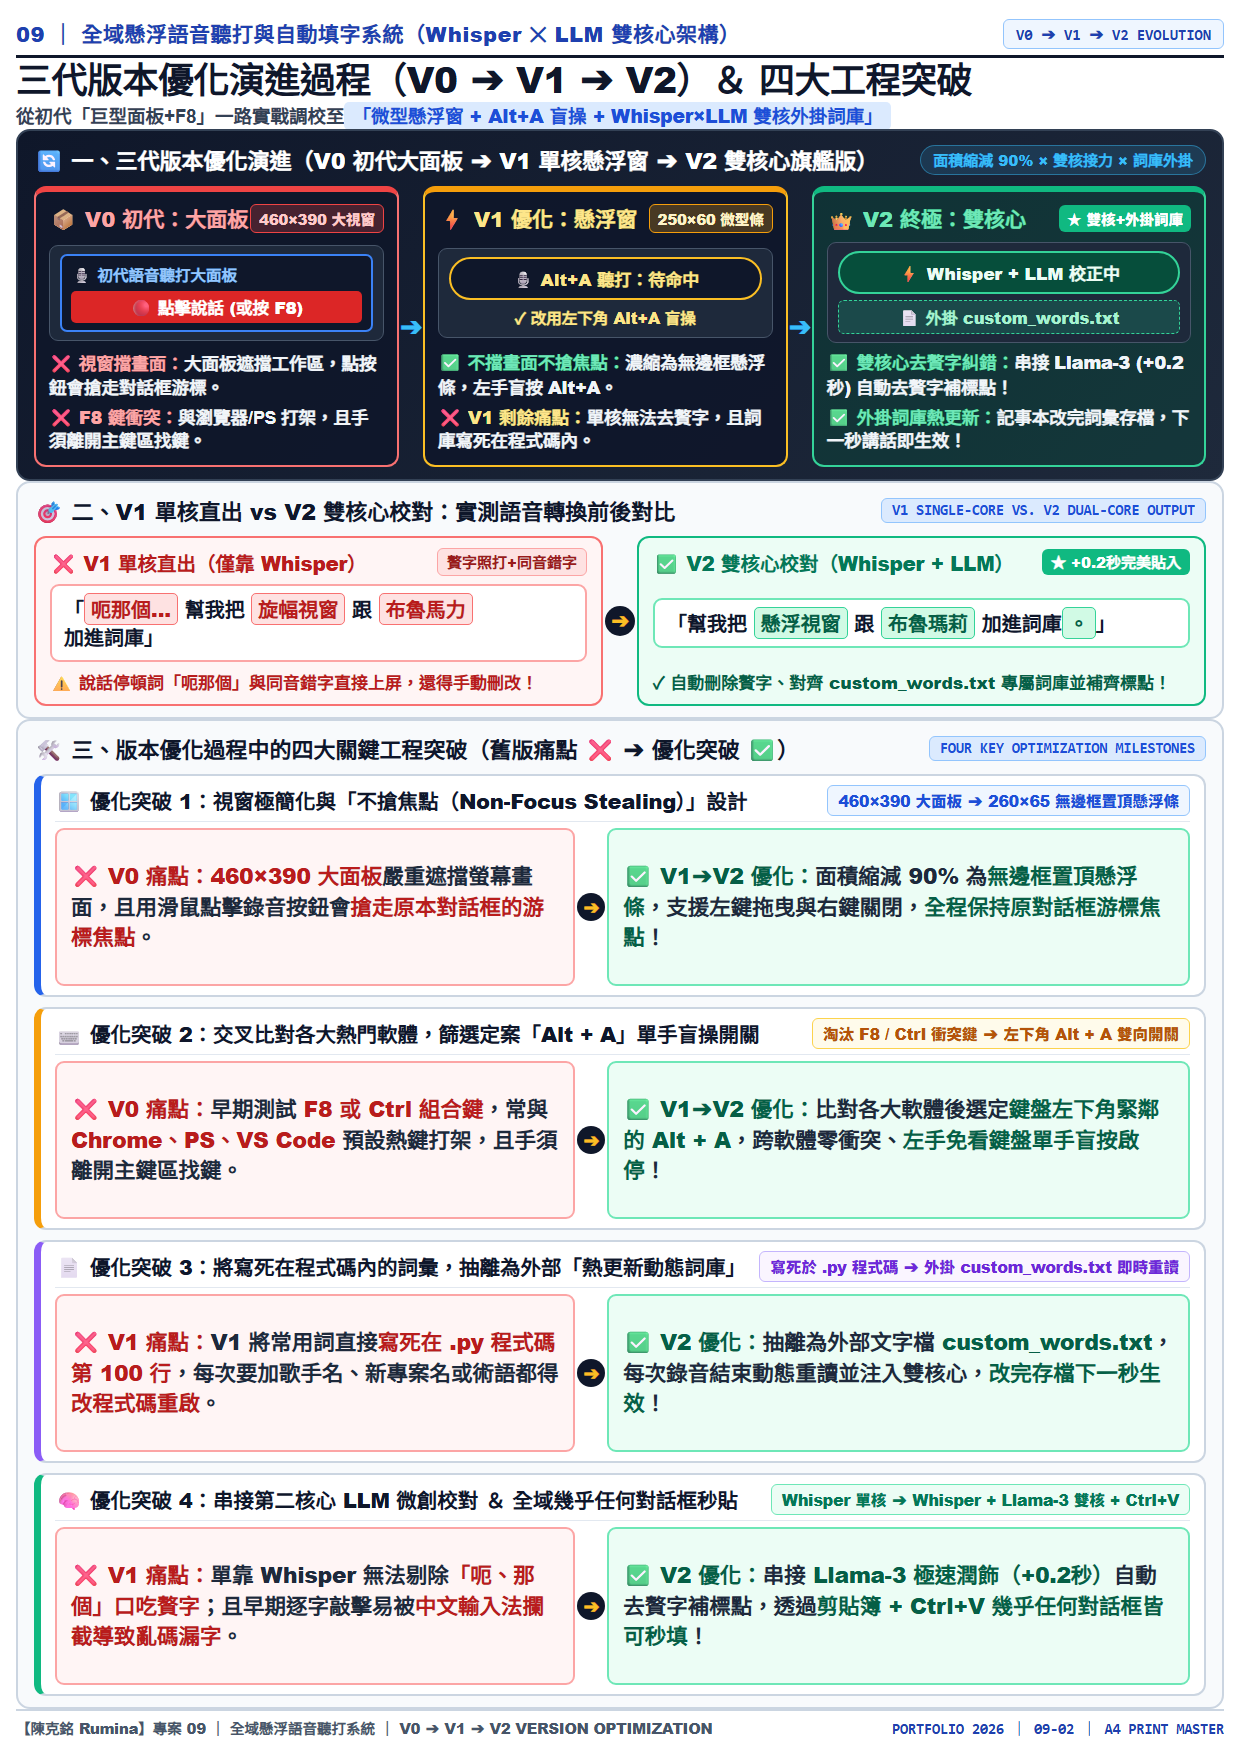 09 | 全域懸浮語音聽打與自動填字系統（Whisper × LLM 雙核心架構）
V0 ➔ V1 ➔ V2 EVOLUTION
三代版本優化演進過程（V0 ➔ V1 ➔ V2）＆ 四大工程突破
從初代「巨型面板+F8」一路實戰調校至「微型懸浮窗 + Alt+A 盲操 + Whisper×LLM 雙核外掛詞庫」
🔄 一、三代版本優化演進（V0 初代大面板 ➔ V1 單核懸浮窗 ➔ V2 雙核心旗艦版）
面積縮減 90% × 雙核接力 × 詞庫外掛
📦 V0 初代：大面板
460×390 大視窗
🎙️ 初代語音聽打大面板
🔴 點擊說話 (或按 F8)
❌ 視窗擋畫面：大面板遮擋工作區，點按
鈕會搶走對話框游標。
❌ F8 鍵衝突：與瀏覽器/PS 打架，且手
須離開主鍵區找鍵。
➔
⚡ V1 優化：懸浮窗
250×60 微型條
🎙️ Alt+A 聽打：待命中
✓ 改用左下角 Alt+A 盲操
✅ 不擋畫面不搶焦點：濃縮為無邊框懸浮
條，左手盲按 Alt+A。
❌ V1 剩餘痛點：單核無法去贅字，且詞
庫寫死在程式碼內。
➔
👑 V2 終極：雙核心
★ 雙核+外掛詞庫
⚡ Whisper + LLM 校正中
📄 外掛 custom_words.txt
✅ 雙核心去贅字糾錯：串接 Llama-3 (+0.2
秒) 自動去贅字補標點！
✅ 外掛詞庫熱更新：記事本改完詞彙存檔，下
一秒講話即生效！
🎯 二、V1 單核直出 vs V2 雙核心校對：實測語音轉換前後對比
V1 SINGLE-CORE VS. V2 DUAL-CORE OUTPUT
❌ V1 單核直出（僅靠 Whisper）
贅字照打+同音錯字
「呃那個... 幫我把 旋幅視窗 跟 布魯馬力
加進詞庫」
⚠️ 說話停頓詞「呃那個」與同音錯字直接上屏，還得手動刪改！
➔
✅ V2 雙核心校對（Whisper + LLM）
★ +0.2秒完美貼入
「幫我把 懸浮視窗 跟 布魯瑪莉 加進詞庫。」
✓ 自動刪除贅字、對齊 custom_words.txt 專屬詞庫並補齊標點！
🛠️ 三、版本優化過程中的四大關鍵工程突破（舊版痛點 ❌ ➔ 優化突破 ✅）
FOUR KEY OPTIMIZATION MILESTONES
🪟 優化突破 1：視窗極簡化與「不搶焦點（Non-Focus Stealing）」設計
460×390 大面板 ➔ 260×65 無邊框置頂懸浮條
❌ V0 痛點：460×390 大面板嚴重遮擋螢幕畫
面，且用滑鼠點擊錄音按鈕會搶走原本對話框的游
標焦點。
➔
✅ V1➔V2 優化：面積縮減 90% 為無邊框置頂懸浮
條，支援左鍵拖曳與右鍵關閉，全程保持原對話框游標焦
點！
⌨️ 優化突破 2：交叉比對各大熱門軟體，篩選定案「Alt + A」單手盲操開關
淘汰 F8 / Ctrl 衝突鍵 ➔ 左下角 Alt + A 雙向開關
❌ V0 痛點：早期測試 F8 或 Ctrl 組合鍵，常與
Chrome、PS、VS Code 預設熱鍵打架，且手須
離開主鍵區找鍵。
➔
✅ V1➔V2 優化：比對各大軟體後選定鍵盤左下角緊鄰
的 Alt + A，跨軟體零衝突、左手免看鍵盤單手盲按啟
停！
📄 優化突破 3：將寫死在程式碼內的詞彙，抽離為外部「熱更新動態詞庫」
寫死於 .py 程式碼 ➔ 外掛 custom_words.txt 即時重讀
❌ V1 痛點：V1 將常用詞直接寫死在 .py 程式碼
第 100 行，每次要加歌手名、新專案名或術語都得
改程式碼重啟。
➔
✅ V2 優化：抽離為外部文字檔 custom_words.txt，
每次錄音結束動態重讀並注入雙核心，改完存檔下一秒生
效！
🧠 優化突破 4：串接第二核心 LLM 微創校對 ＆ 全域幾乎任何對話框秒貼
Whisper 單核 ➔ Whisper + Llama-3 雙核 + Ctrl+V
❌ V1 痛點：單靠 Whisper 無法剔除「呃、那
個」口吃贅字；且早期逐字敲擊易被中文輸入法攔
截導致亂碼漏字。
➔
✅ V2 優化：串接 Llama-3 極速潤飾（+0.2秒）自動
去贅字補標點，透過剪貼簿 + Ctrl+V 幾乎任何對話框皆
可秒填！
【陳克銘 Rumina】專案 09 | 全域懸浮語音聽打系統 | V0 ➔ V1 ➔ V2 VERSION OPTIMIZATION
PORTFOLIO 2026 | 09-02 | A4 PRINT MASTER